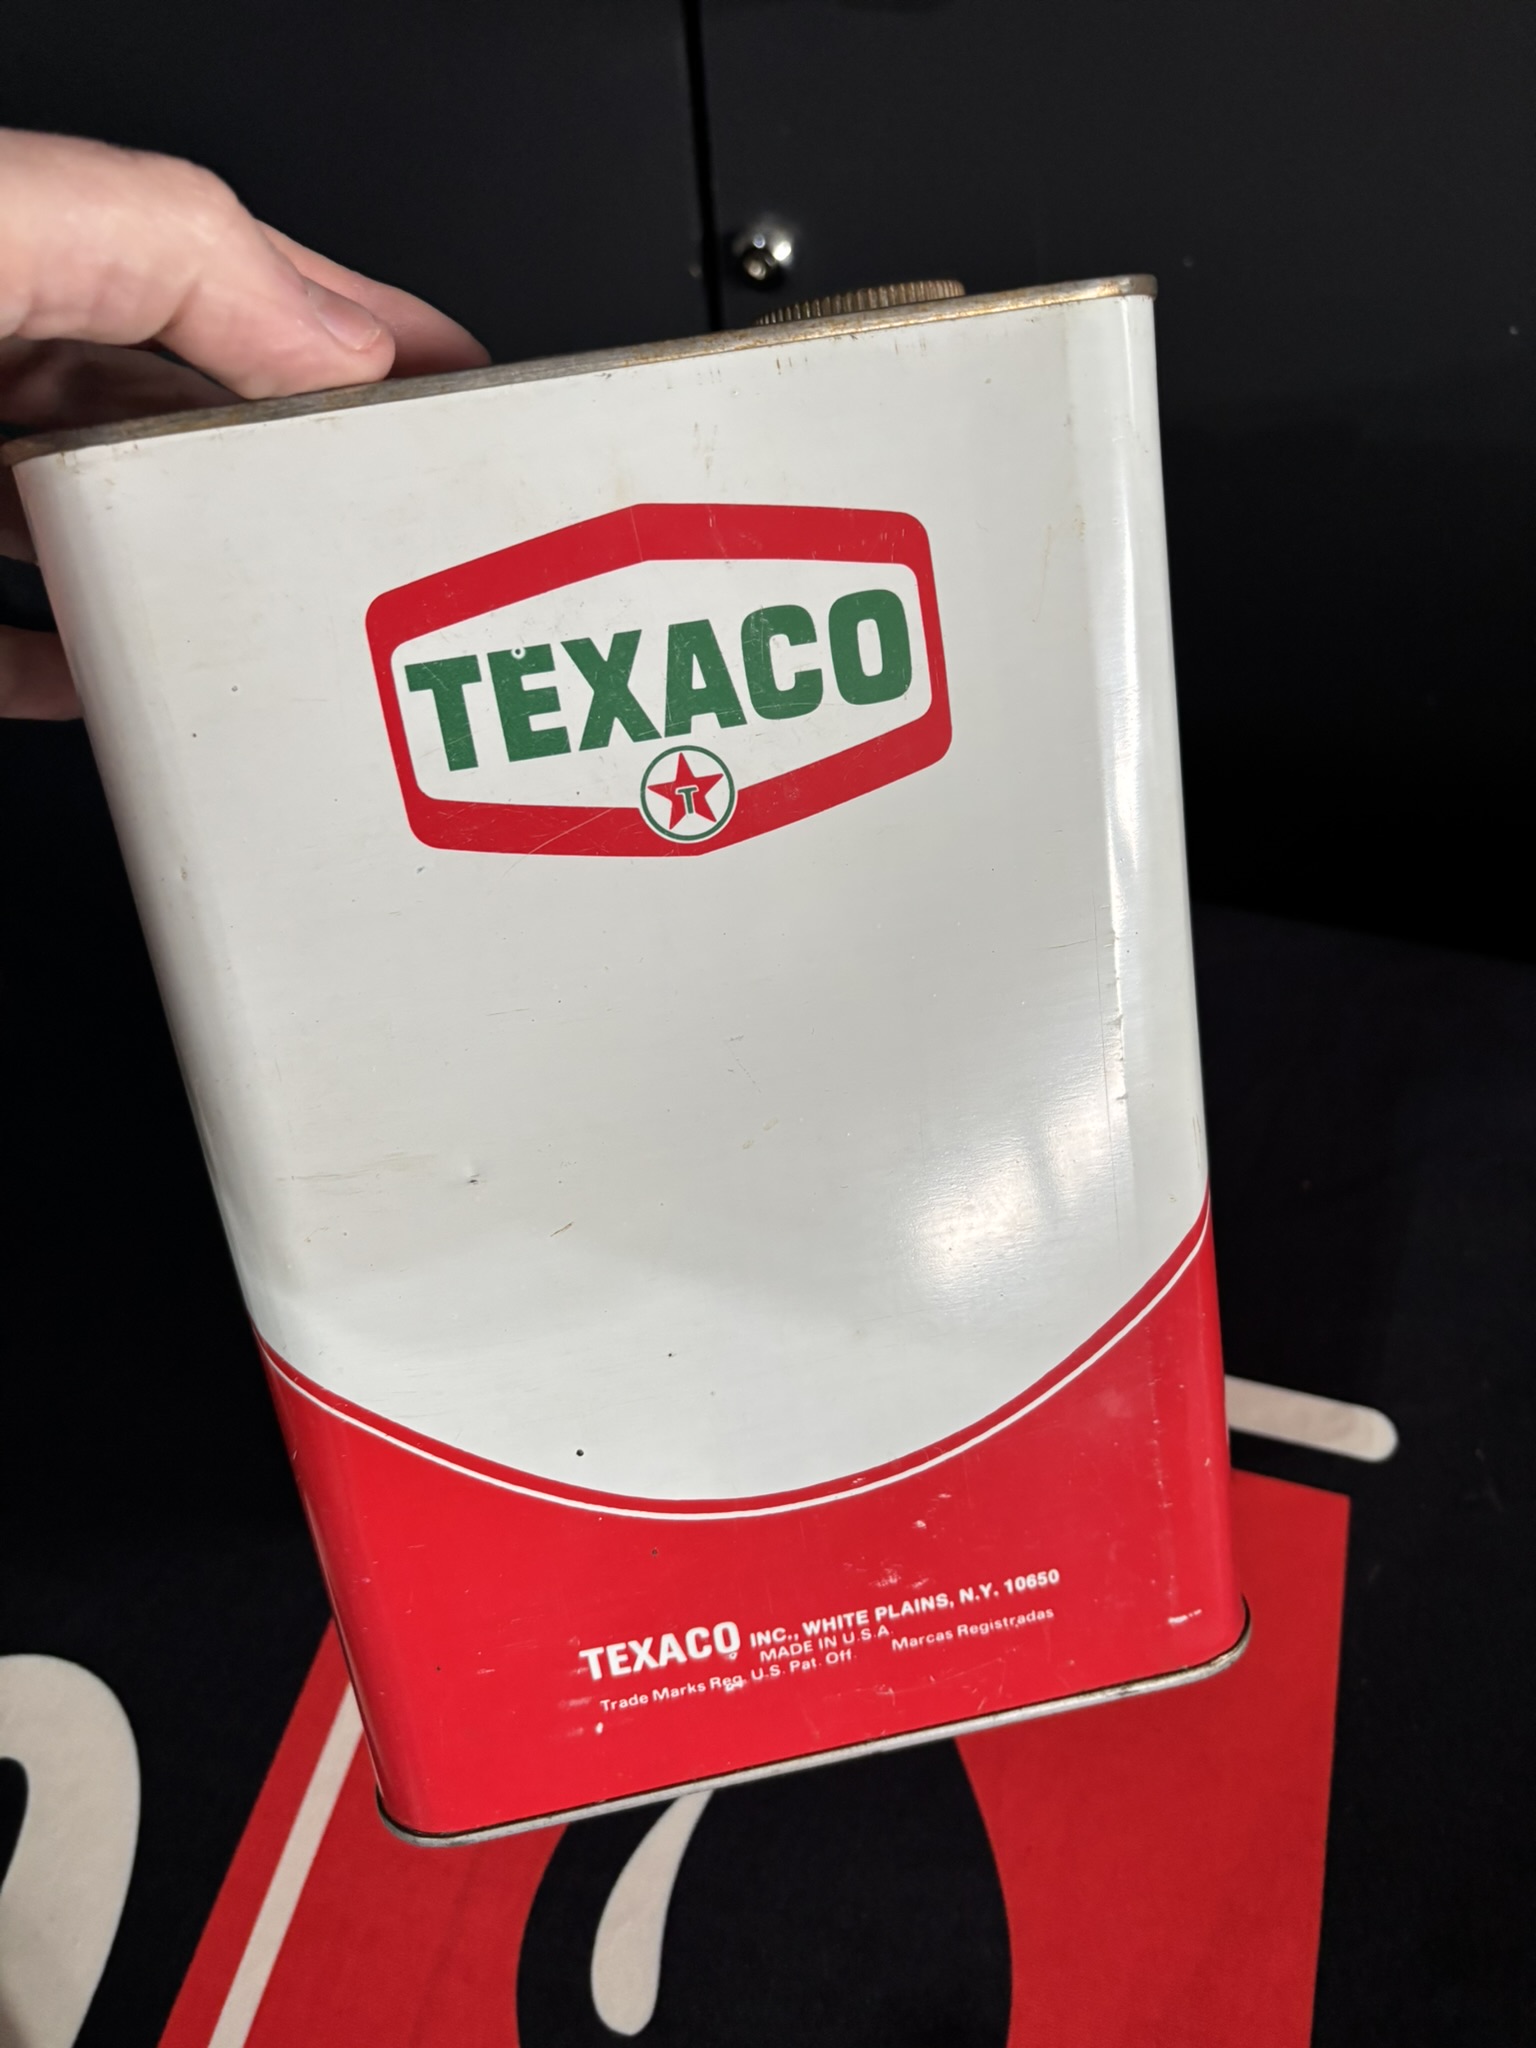 TEXACO
T
TEXACO INC., WHITE PLAINS, N.Y. 10650
MADE IN U.S.A.
Trade Marks Reg. U.S. Pat. Off. Marcas Registradas